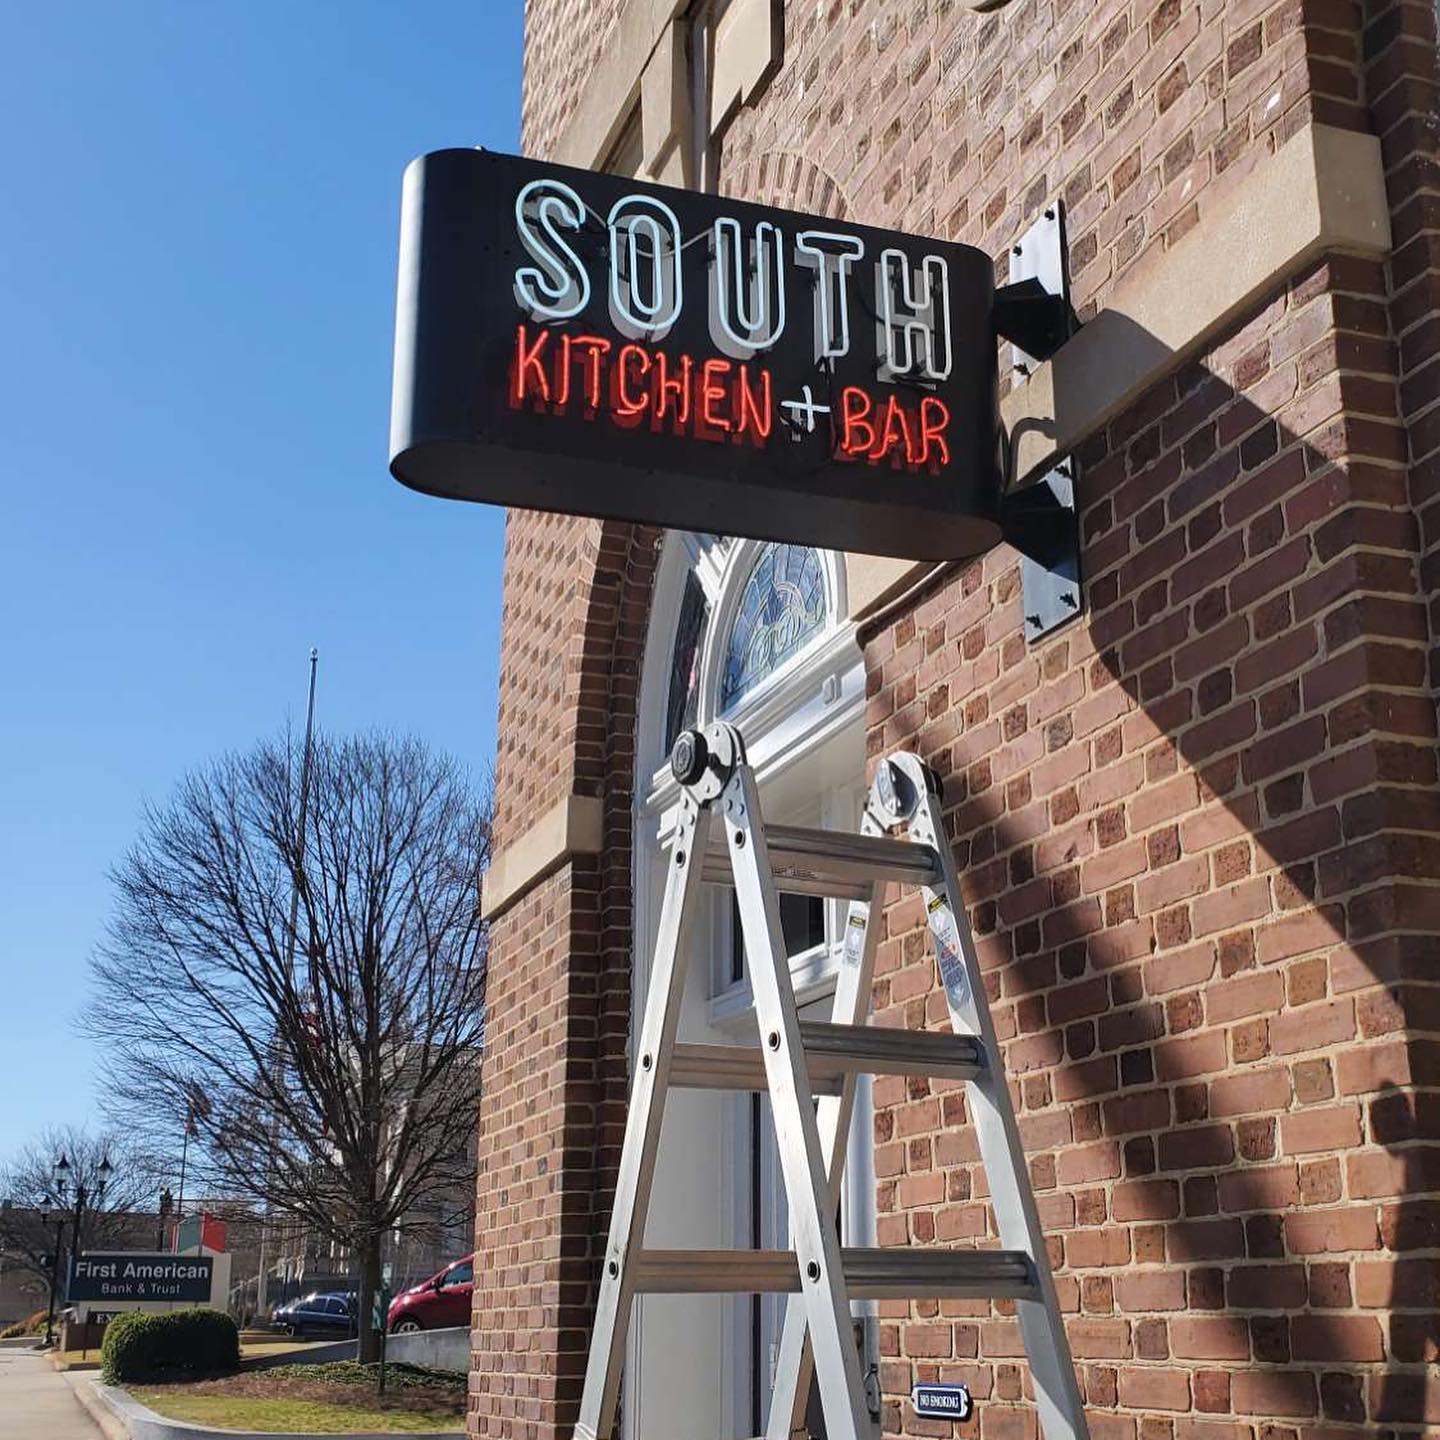 SOUTH
KITCHEN + BAR
First American
Bank & Trust
NO SMOKING